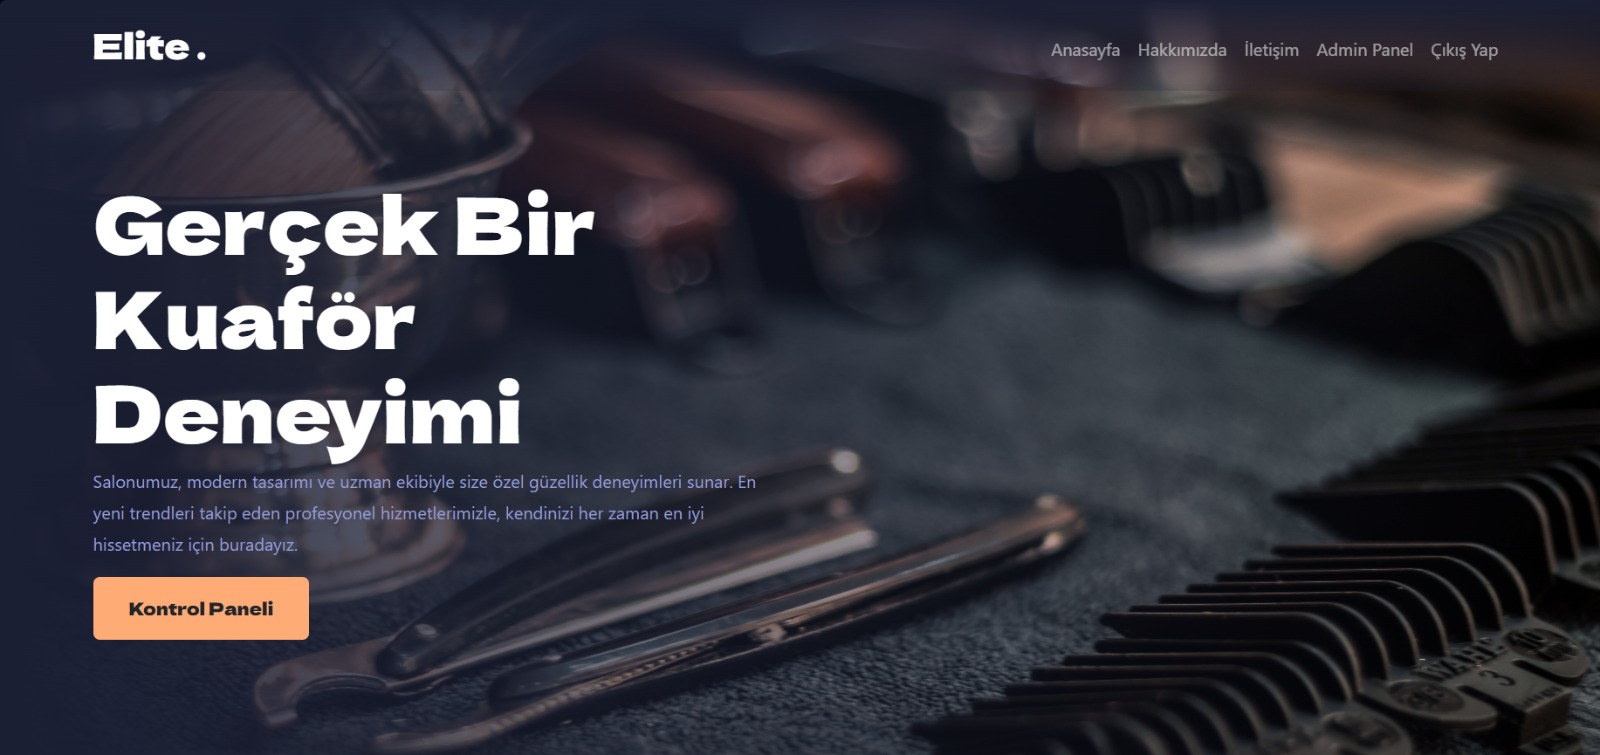 Elite .
Anasayfa Hakkımızda İletişim Admin Panel Çıkış Yap
Gerçek Bir
Kuaför
Deneyimi
Salonumuz, modern tasarımı ve uzman ekibiyle size özel güzellik deneyimleri sunar. En
yeni trendleri takip eden profesyonel hizmetlerimizle, kendinizi her zaman en iyi
hissetmeniz için buradayız.
Kontrol Paneli
3